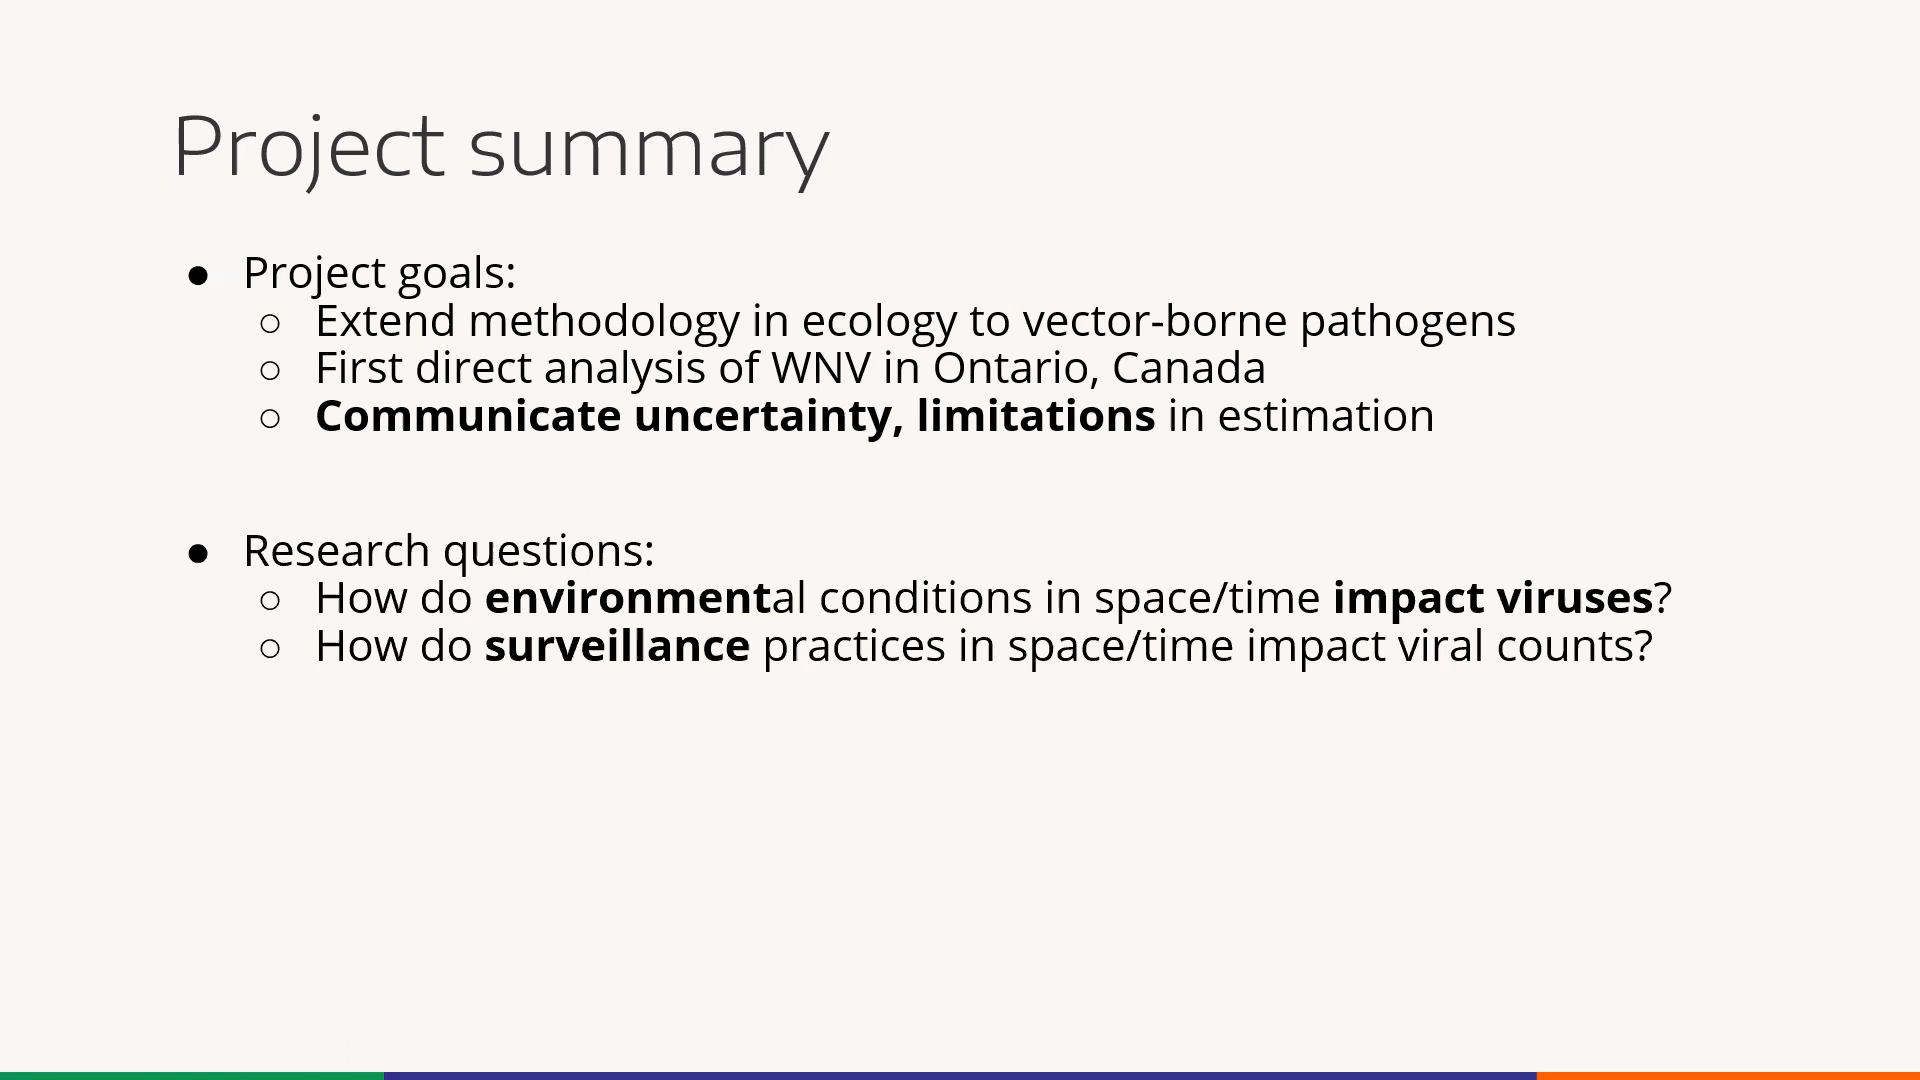 Project summary
● Project goals:
○ Extend methodology in ecology to vector-borne pathogens
○ First direct analysis of WNV in Ontario, Canada
○ Communicate uncertainty, limitations in estimation
● Research questions:
○ How do environmental conditions in space/time impact viruses?
○ How do surveillance practices in space/time impact viral counts?